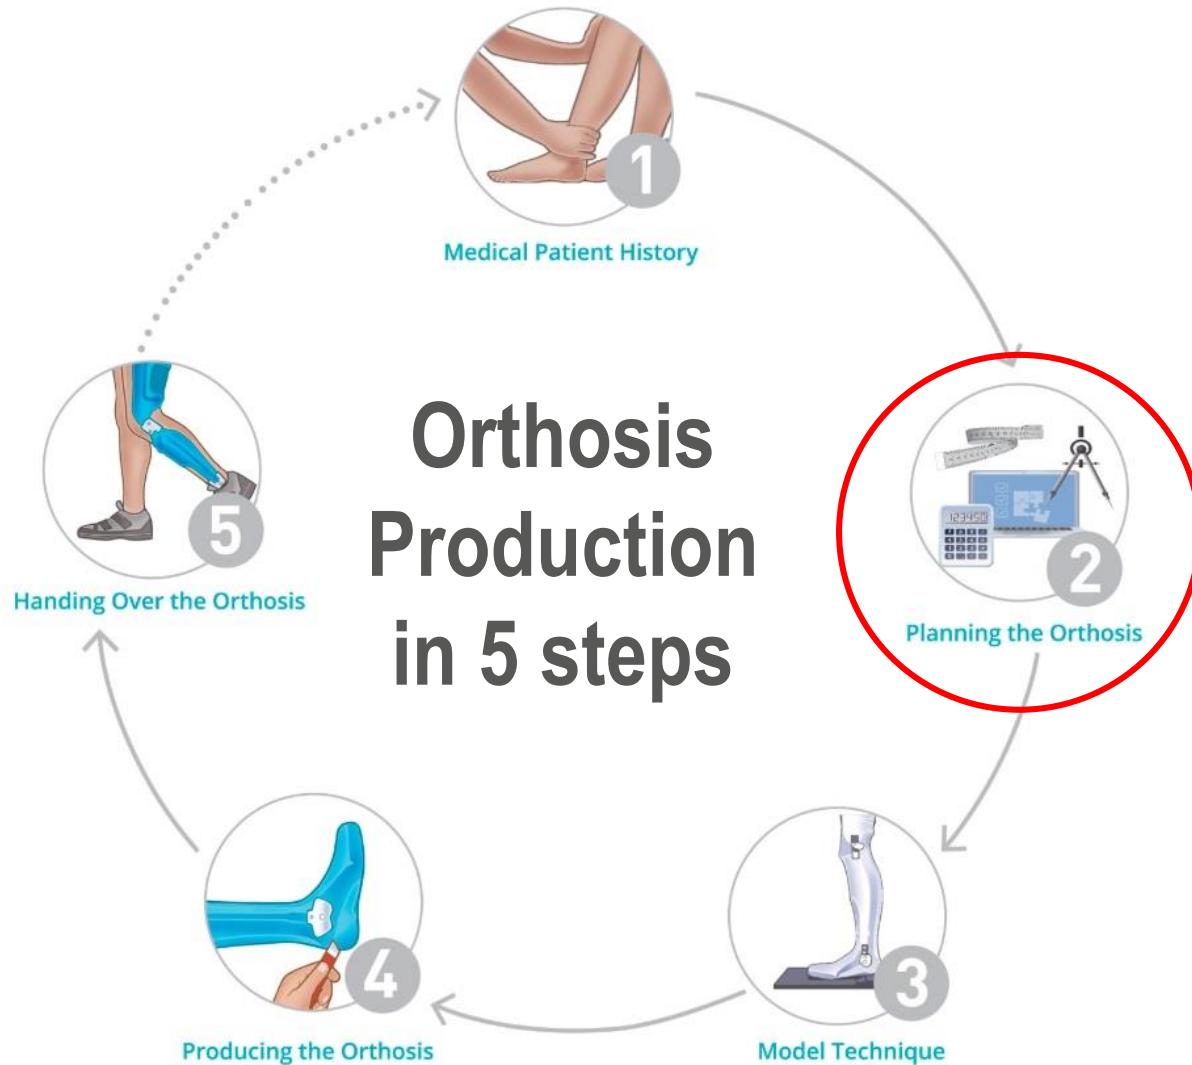 1
Medical Patient History
Orthosis
Production
in 5 steps
123450
2
Planning the Orthosis
3
Model Technique
4
Producing the Orthosis
5
Handing Over the Orthosis